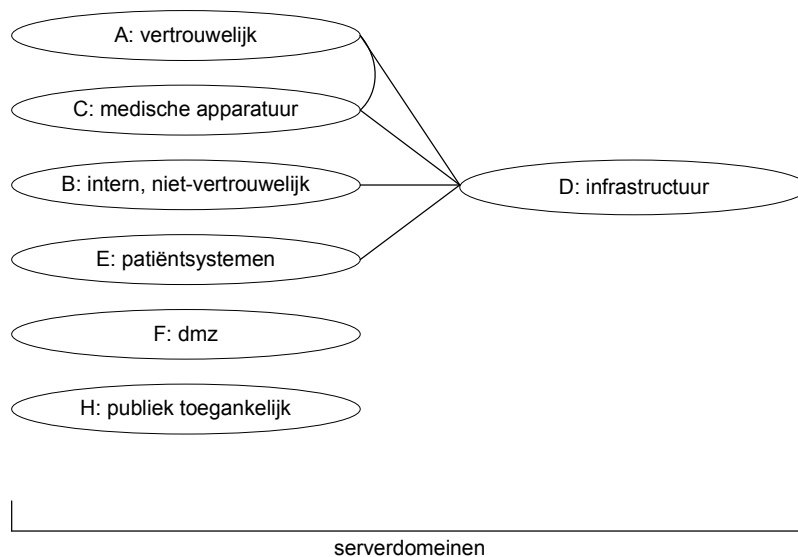 A: vertrouwelijk
C: medische apparatuur
B: intern, niet-vertrouwelijk
D: infrastructuur
E: patiëntsystemen
F: dmz
H: publiek toegankelijk
serverdomeinen